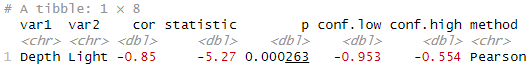 # A tibble: 1 × 8
var1 var2 cor statistic p conf.low conf.high method
<chr> <chr> <dbl> <dbl> <dbl> <dbl> <dbl> <chr>
1 Depth Light -0.85 -5.27 0.000263 -0.953 -0.554 Pearson